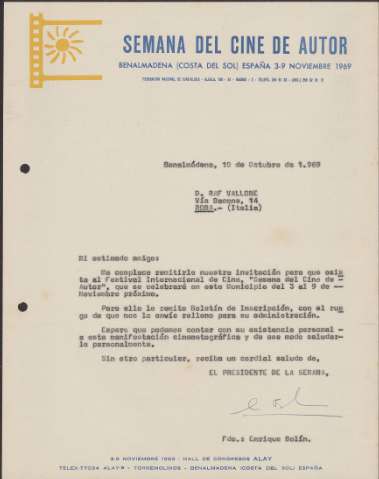 SEMANA DEL CINE DE AUTOR
BENALMADENA (COSTA DEL SOL) ESPAÑA 3-9 NOVIEMBRE 1969
Benalmádena, 10 de Octubre de 1.969
D. RAF VALLONE
Vía Bacone, 14
ROMA.- (Italia)
Mi estimado amigo:
Me complace remitirle nuestra invitación para que asis
ta al Festival Internacional de Cine, "Semana del Cine de
Autor", que se celebrará en este Municipio del 3 al 9 de --
Noviembre próximo.
Para ello le remito Boletín de Inscripción, con el rue
go de que nos lo envíe relleno para su administración.
Espero que podamos contar con su asistencia personal -
a esta manifestación cinematográfica y de ese modo saludar-
le personalmente.
Sin otro particular, reciba un cordial saludo de,
EL PRESIDENTE DE LA SEMANA,
Fdo.: Enrique Bolín.
3-9 NOVIEMBRE 1969 - HALL DE CONGRESOS ALAY
TELEX-77034 ALAY - TORREMOLINOS - BENALMADENA (COSTA DEL SOL) ESPAÑA